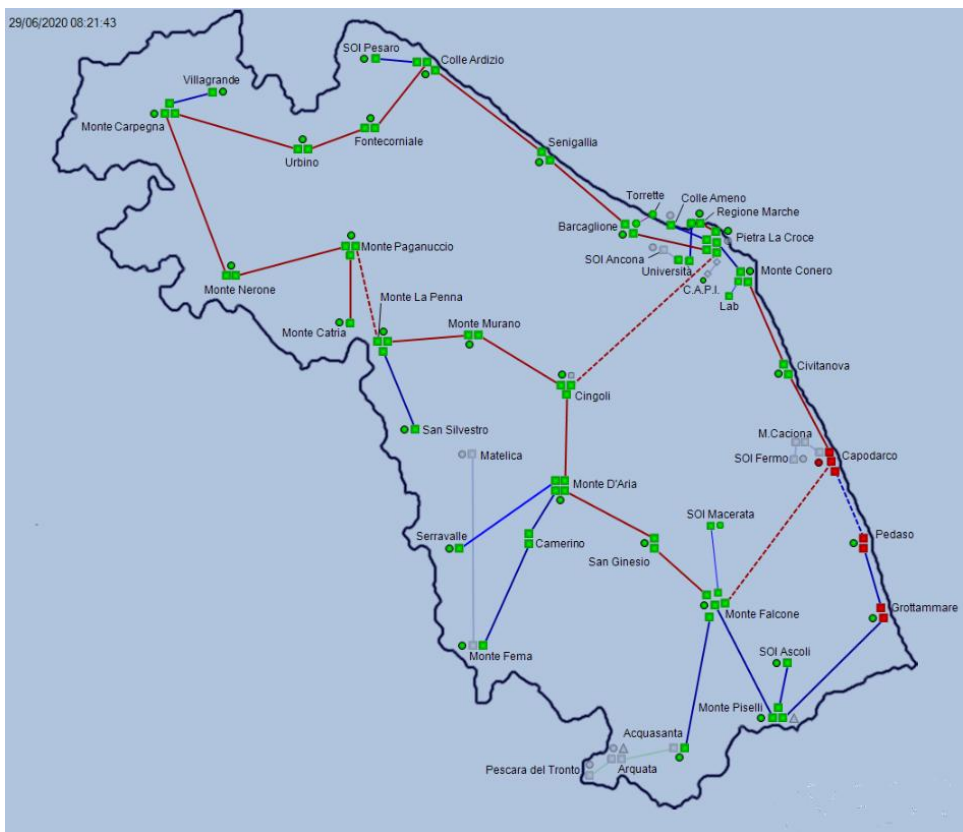 29/06/2020 08:21:43
SOI Pesaro
Colle Ardizio
Villagrande
Monte Carpegna
Fontecorniale
Urbino
Senigallia
Torrette
Colle Ameno
Regione Marche
Barcaglione
Pietra La Croce
SOI Ancona
Università
Monte Conero
C.A.P.I.
Lab
Monte Paganuccio
Monte Nerone
Monte La Penna
Monte Catria
Monte Murano
Civitanova
Cingoli
San Silvestro
M.Caciona
Matelica
SOI Fermo
Capodarco
Monte D'Aria
SOI Macerata
Serravalle
Camerino
Pedaso
San Ginesio
Monte Falcone
Grottammare
Monte Fema
SOI Ascoli
Monte Piselli
Acquasanta
Pescara del Tronto
Arquata